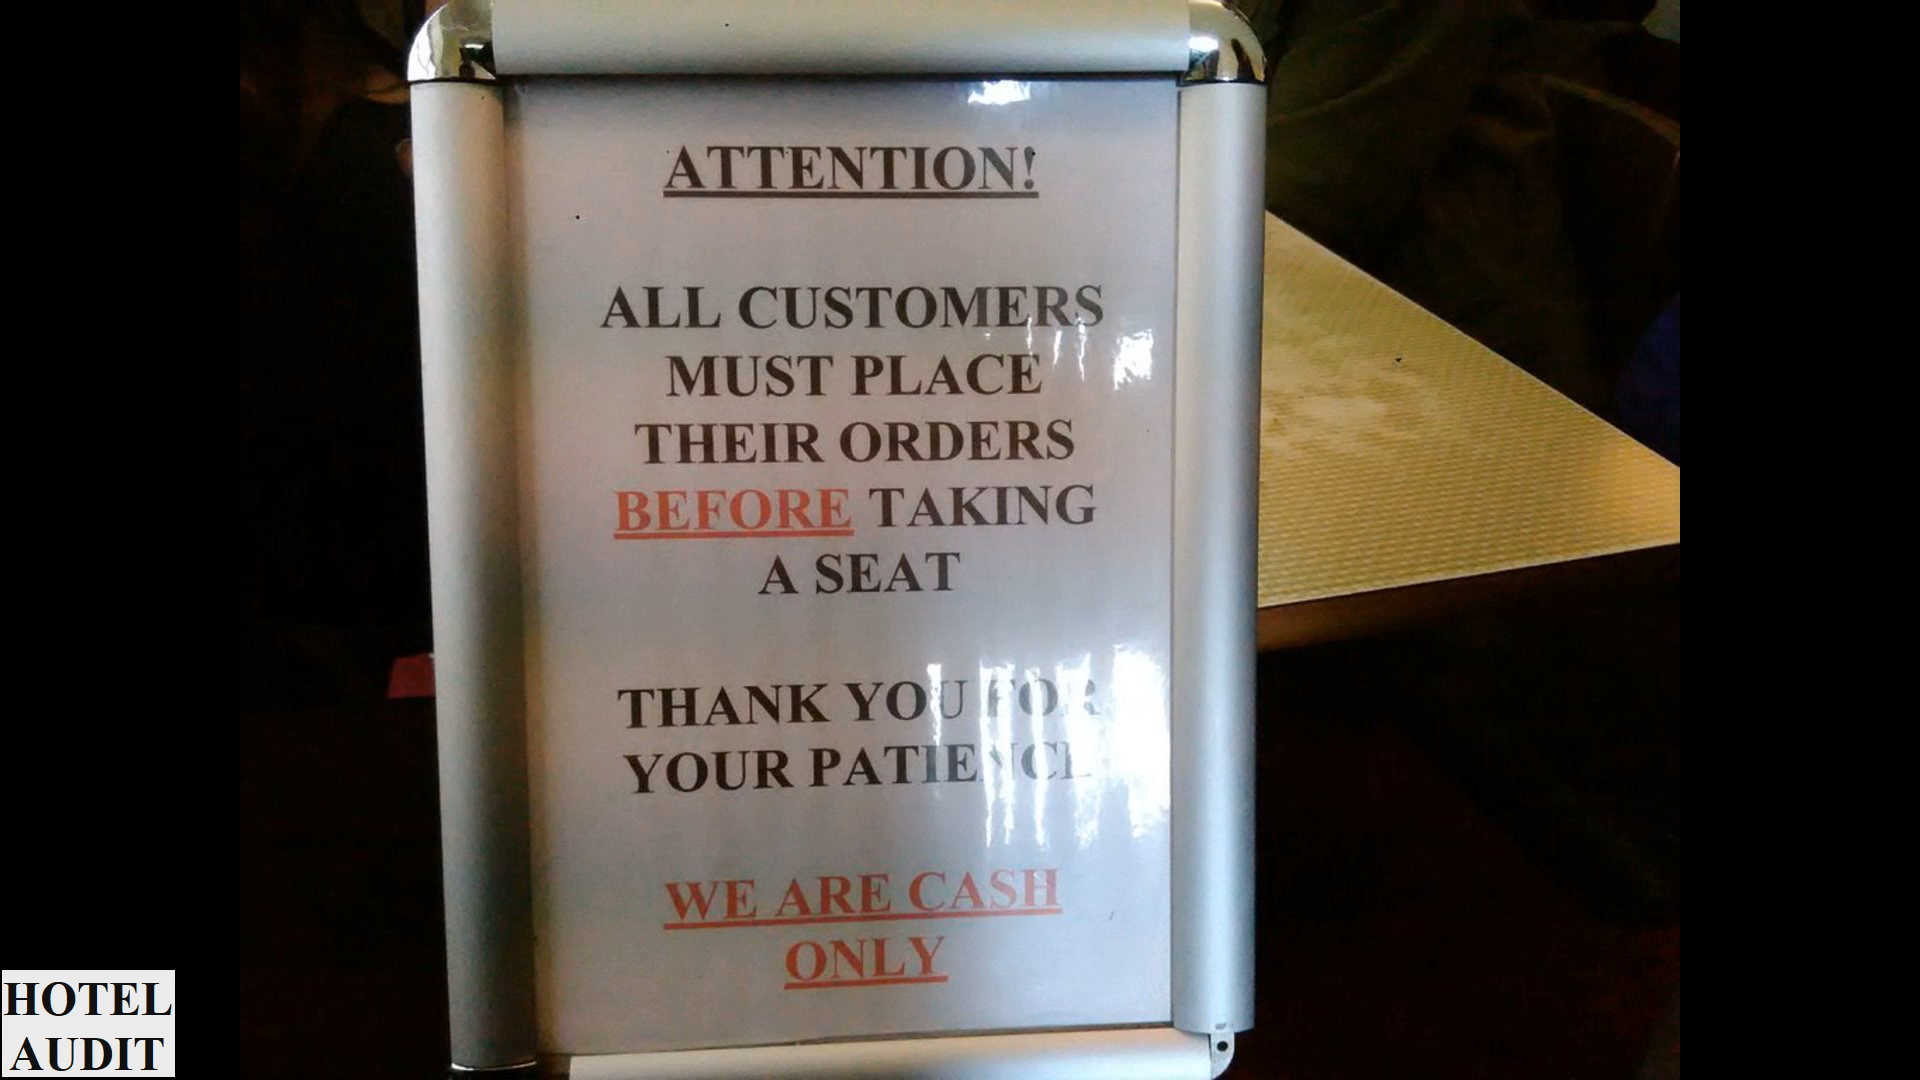 ATTENTION!
ALL CUSTOMERS
MUST PLACE
THEIR ORDERS
BEFORE TAKING
A SEAT
THANK YOU FOR
YOUR PATIENCE
WE ARE CASH
ONLY
HOTEL
AUDIT